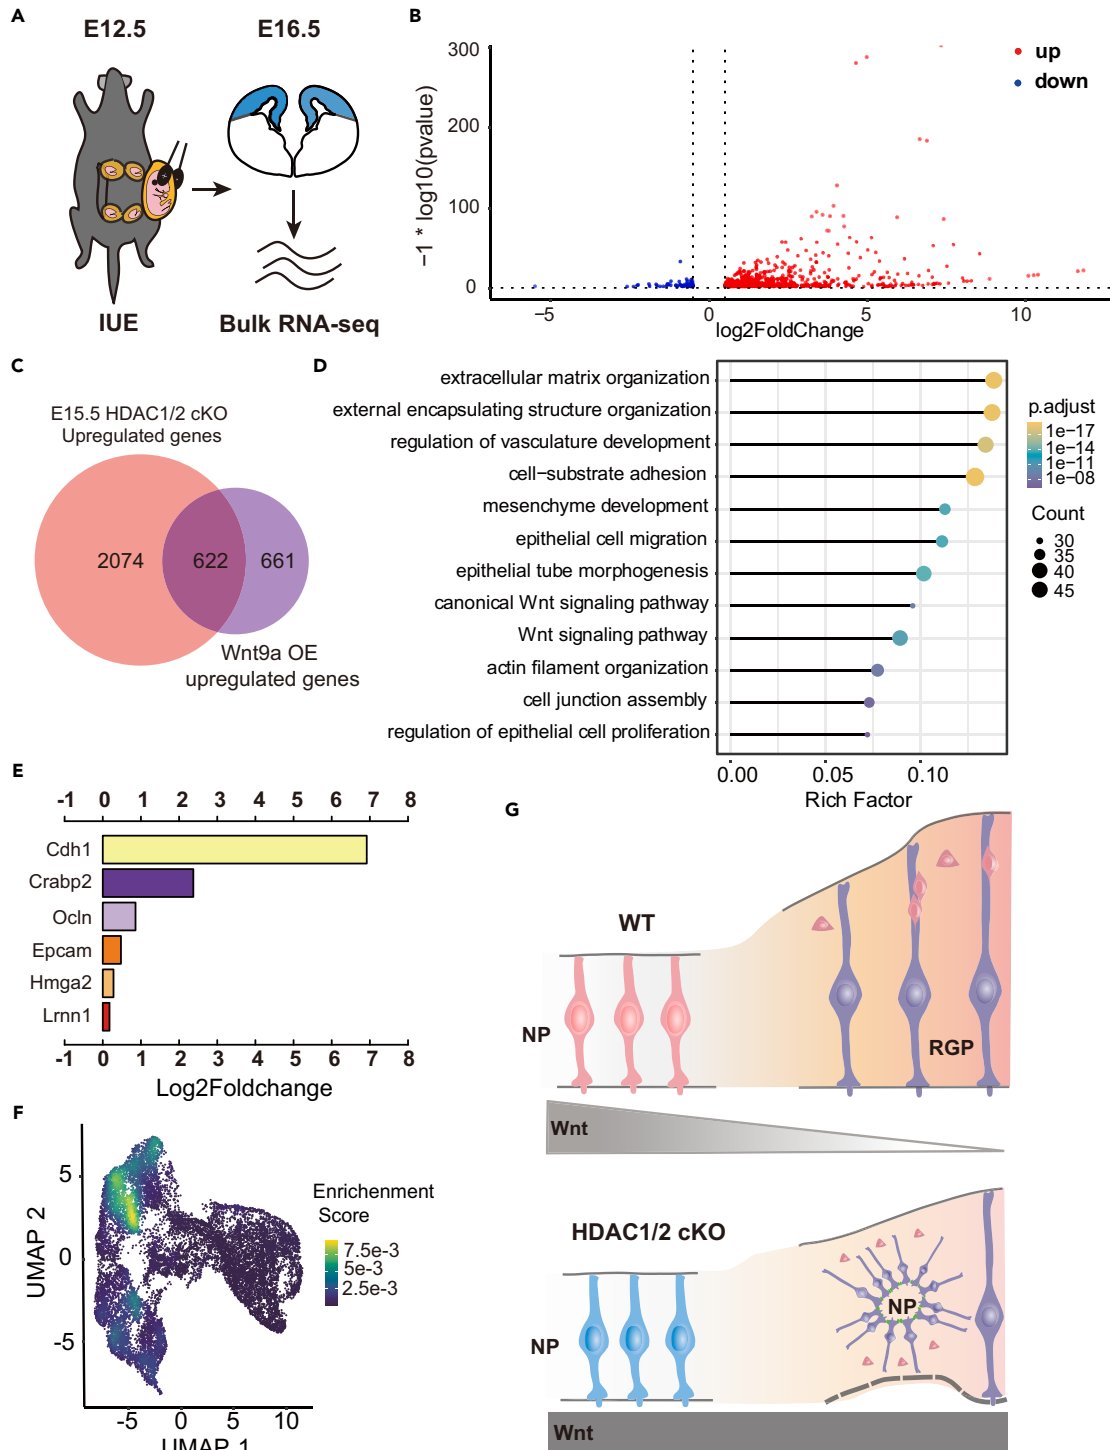 A
E12.5
E16.5
IUE
Bulk RNA-seq
B
−1 * log10(pvalue)
300
200
100
0
−5
0
5
10
log2FoldChange
up
down
C
E15.5 HDAC1/2 cKO
Upregulated genes
2074
622
661
Wnt9a OE
upregulated genes
D
extracellular matrix organization
external encapsulating structure organization
regulation of vasculature development
cell−substrate adhesion
mesenchyme development
epithelial cell migration
epithelial tube morphogenesis
canonical Wnt signaling pathway
Wnt signaling pathway
actin filament organization
cell junction assembly
regulation of epithelial cell proliferation
0.00
0.05
0.10
Rich Factor
p.adjust
1e−17
1e−14
1e−11
1e−08
Count
30
35
40
45
E
-1 0 1 2 3 4 5 6 7 8
Cdh1
Crabp2
Ocln
Epcam
Hmga2
Lrnn1
-1 0 1 2 3 4 5 6 7 8
Log2Foldchange
F
UMAP 2
5
0
-5
-5 0 5 10
UMAP 1
Enrichenment
Score
7.5e-3
5e-3
2.5e-3
G
WT
NP
RGP
Wnt
HDAC1/2 cKO
NP
NP
Wnt